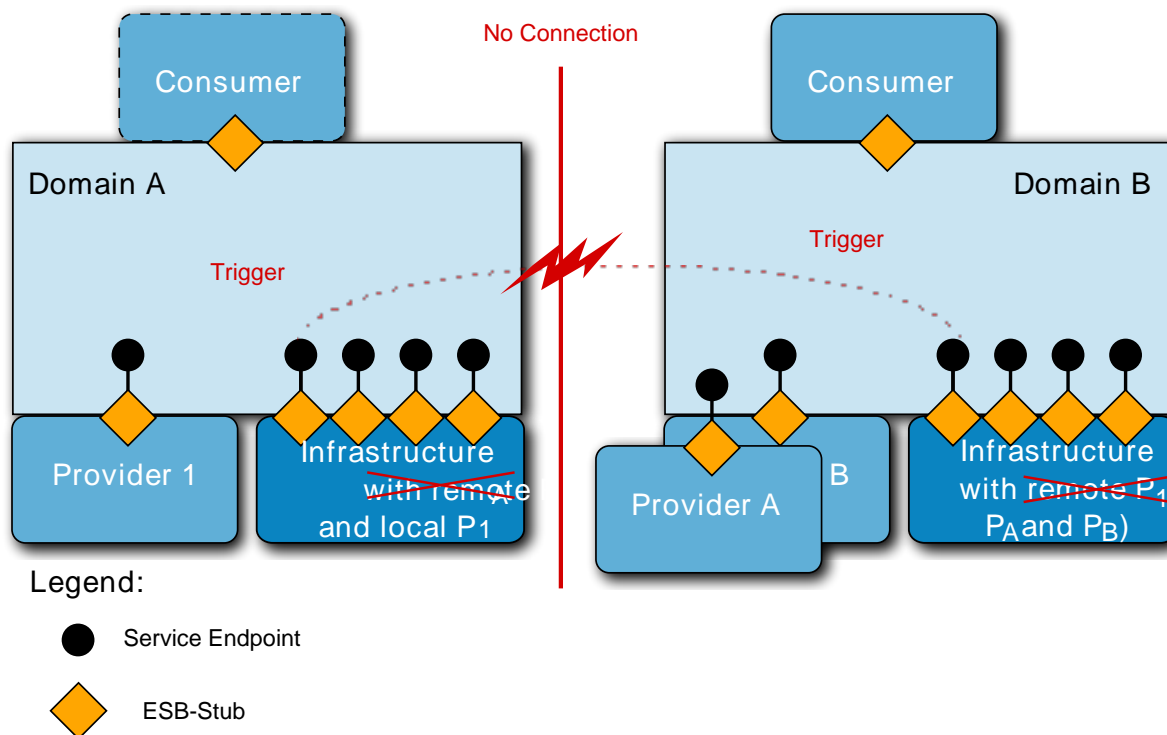 No Connection
Consumer
Consumer
Domain A
Domain B
Trigger
Trigger
Provider 1
Infrastructure
with remote
A
and local P1
Provider A
B
Infrastructure
with remote P1
PA and PB)
Legend:
Service Endpoint
ESB-Stub